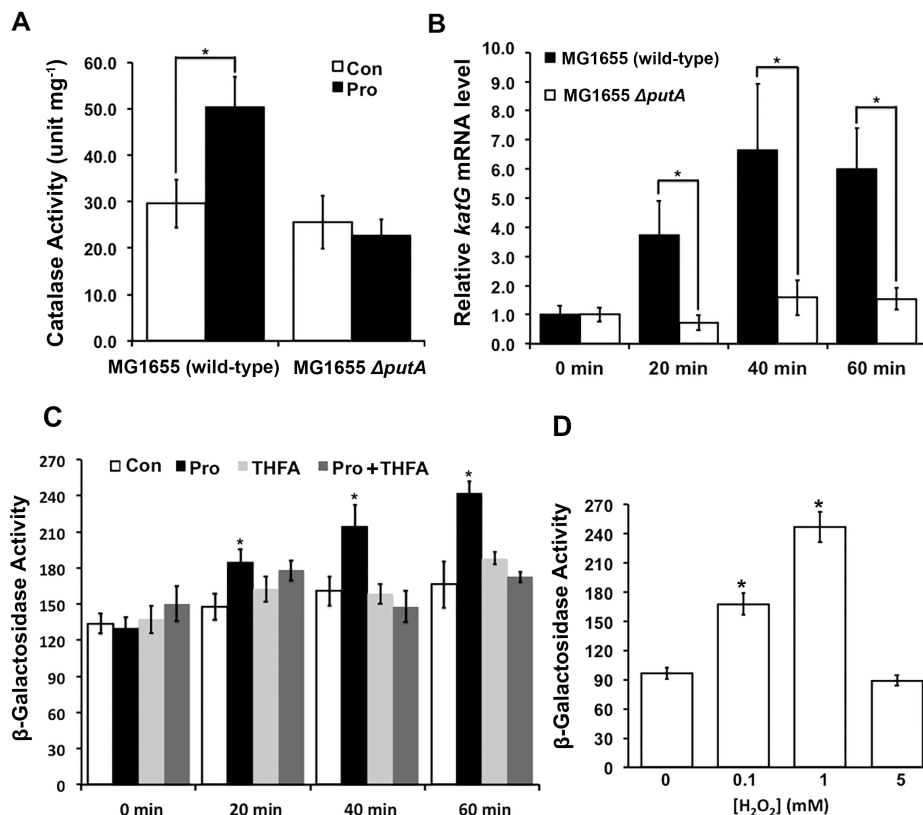 A
Catalase Activity (unit mg⁻¹)
60.0
50.0
40.0
30.0
20.0
10.0
0.0
*
Con
Pro
MG1655 (wild-type) MG1655 ΔputA
B
Relative katG mRNA level
10.0
9.0
8.0
7.0
6.0
5.0
4.0
3.0
2.0
1.0
0.0
MG1655 (wild-type)
MG1655 ΔputA
*
*
*
0 min 20 min 40 min 60 min
C
β-Galactosidase Activity
270
240
210
180
150
120
90
60
30
0
Con Pro THFA Pro+THFA
*
*
*
0 min 20 min 40 min 60 min
D
β-Galactosidase Activity
270
240
210
180
150
120
90
60
30
0
*
*
0 0.1 1 5
[H₂O₂] (mM)